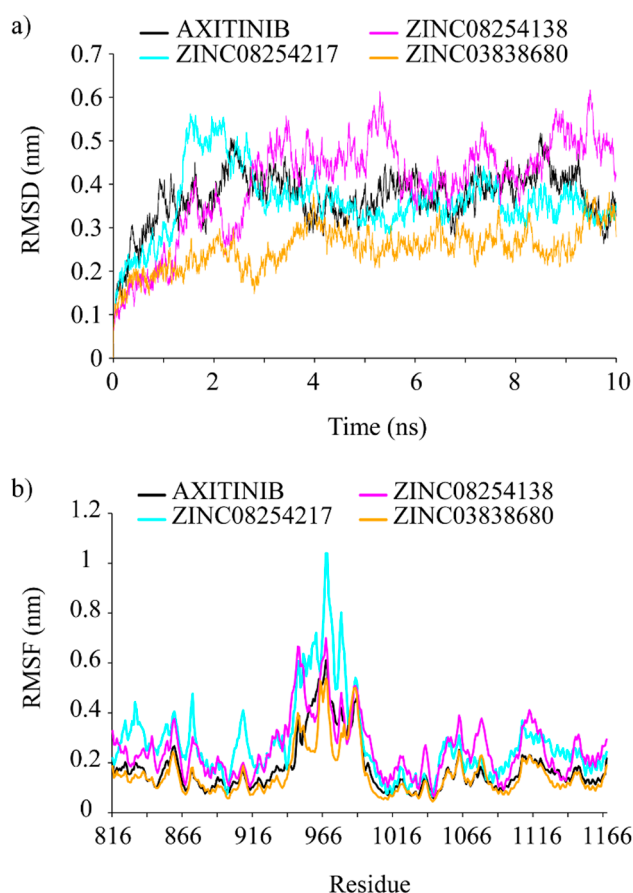 a)
AXITINIB ZINC08254138
ZINC08254217 ZINC03838680
0.7
0.6
0.5
0.4
0.3
0.2
0.1
0
RMSD (nm)
0 2 4 6 8 10
Time (ns)
b)
AXITINIB ZINC08254138
ZINC08254217 ZINC03838680
1.2
1
0.8
0.6
0.4
0.2
0
RMSF (nm)
816 866 916 966 1016 1066 1116 1166
Residue